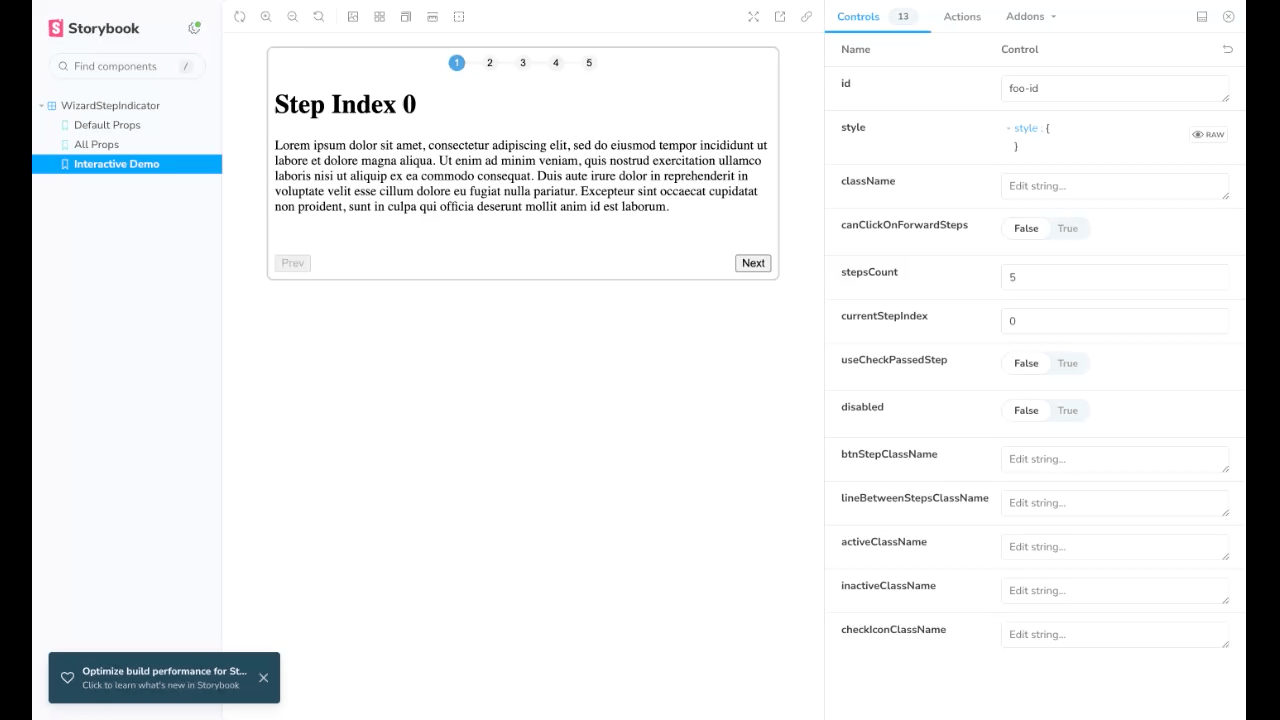 Storybook
Find components /
WizardStepIndicator
Default Props
All Props
Interactive Demo
Optimize build performance for St...
Click to learn what's new in Storybook
1 2 3 4 5
Step Index 0
Lorem ipsum dolor sit amet, consectetur adipiscing elit, sed do eiusmod tempor incididunt ut
labore et dolore magna aliqua. Ut enim ad minim veniam, quis nostrud exercitation ullamco
laboris nisi ut aliquip ex ea commodo consequat. Duis aute irure dolor in reprehenderit in
voluptate velit esse cillum dolore eu fugiat nulla pariatur. Excepteur sint occaecat cupidatat
non proident, sunt in culpa qui officia deserunt mollit anim id est laborum.
Prev Next
Controls 13 Actions Addons
Name Control
id foo-id
style - style : {
RAW
}
className Edit string...
canClickOnForwardSteps False True
stepsCount 5
currentStepIndex 0
useCheckPassedStep False True
disabled False True
btnStepClassName Edit string...
lineBetweenStepsClassName Edit string...
activeClassName Edit string...
inactiveClassName Edit string...
checkIconClassName Edit string...